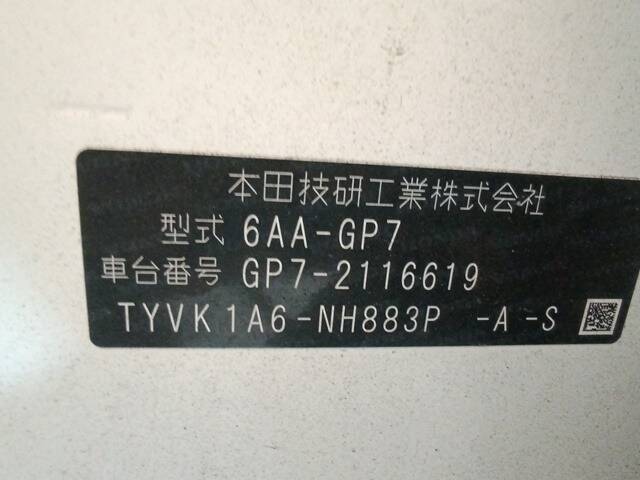 本田技研工業株式会社
型式 6AA-GP7
車台番号 GP7-2116619
TYVK1A6-NH883P -A -S